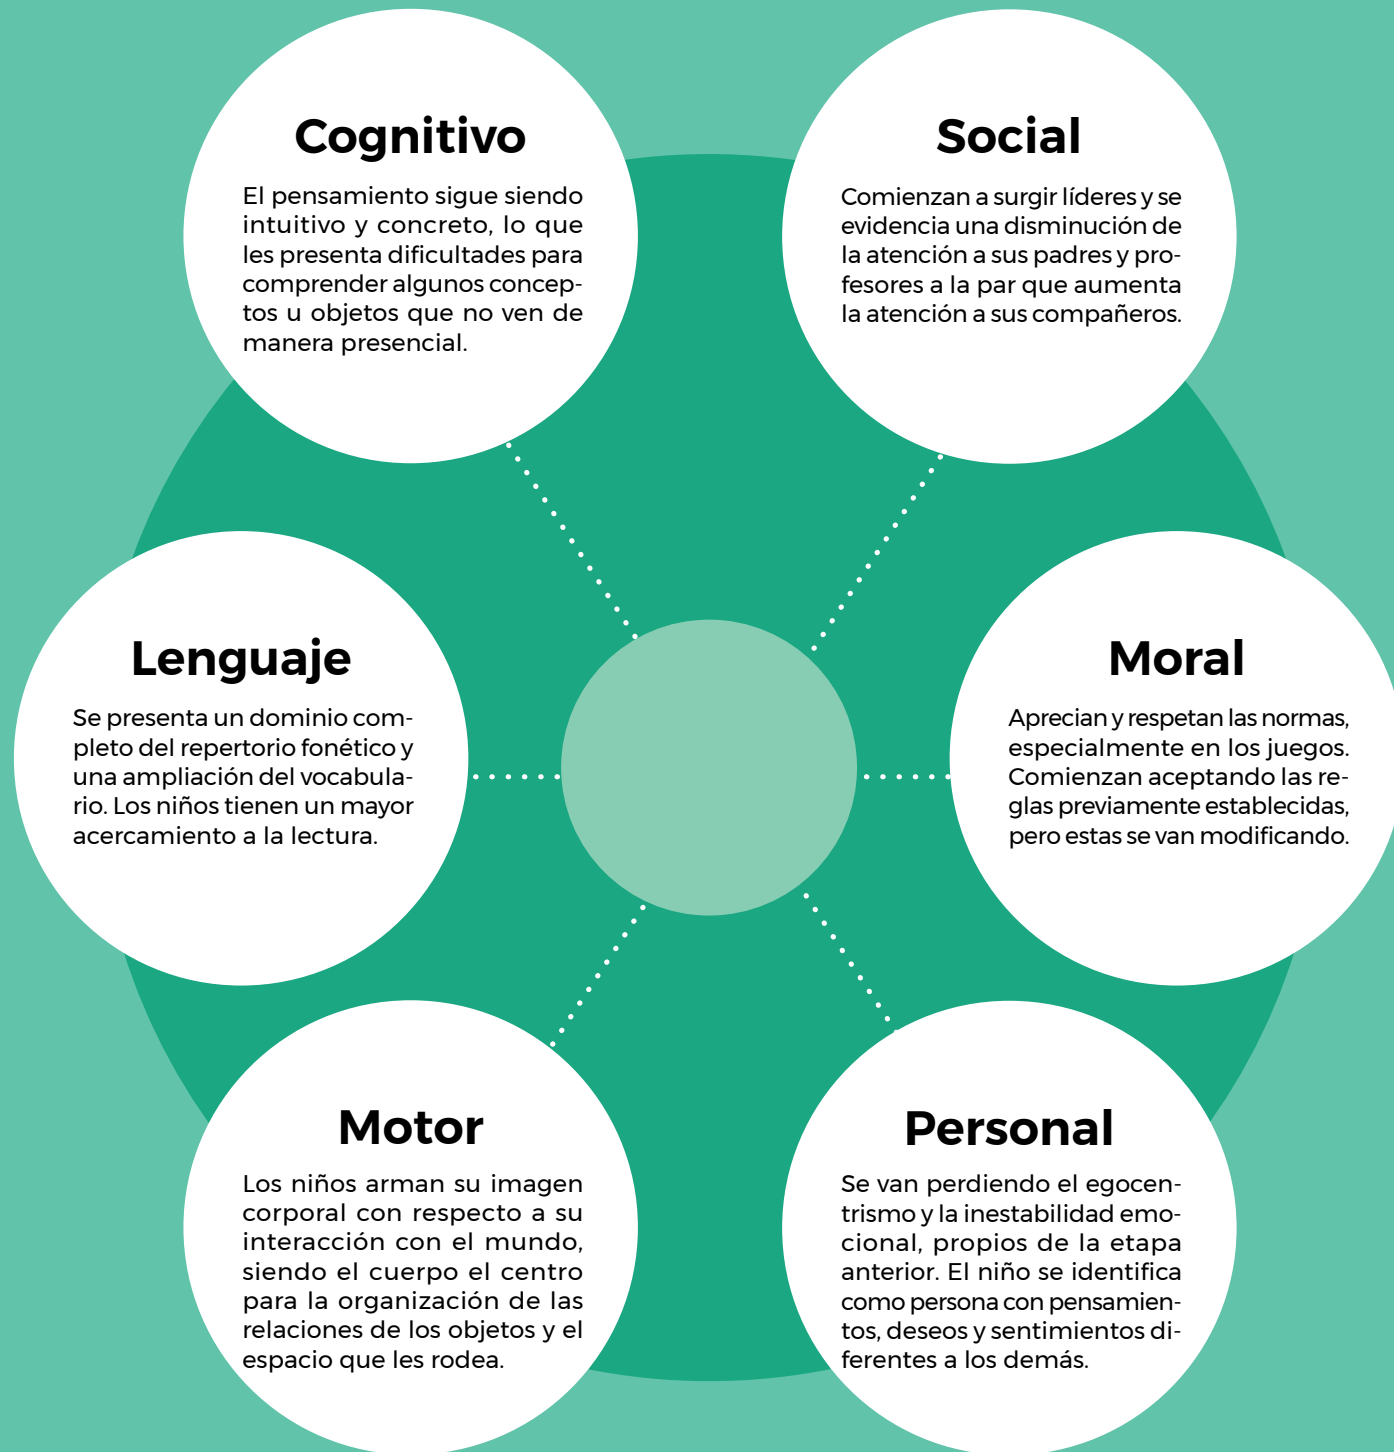 Cognitivo
El pensamiento sigue siendo
intuitivo y concreto, lo que
les presenta dificultades para
comprender algunos concep-
tos u objetos que no ven de
manera presencial.
Social
Comienzan a surgir líderes y se
evidencia una disminución de
la atención a sus padres y pro-
fesores a la par que aumenta
la atención a sus compañeros.
Lenguaje
Se presenta un dominio com-
pleto del repertorio fonético y
una ampliación del vocabula-
rio. Los niños tienen un mayor
acercamiento a la lectura.
Moral
Aprecian y respetan las normas,
especialmente en los juegos.
Comienzan aceptando las re-
glas previamente establecidas,
pero estas se van modificando.
Motor
Los niños arman su imagen
corporal con respecto a su
interacción con el mundo,
siendo el cuerpo el centro
para la organización de las
relaciones de los objetos y el
espacio que les rodea.
Personal
Se van perdiendo el egocen-
trismo y la inestabilidad emo-
cional, propios de la etapa
anterior. El niño se identifica
como persona con pensamien-
tos, deseos y sentimientos di-
ferentes a los demás.